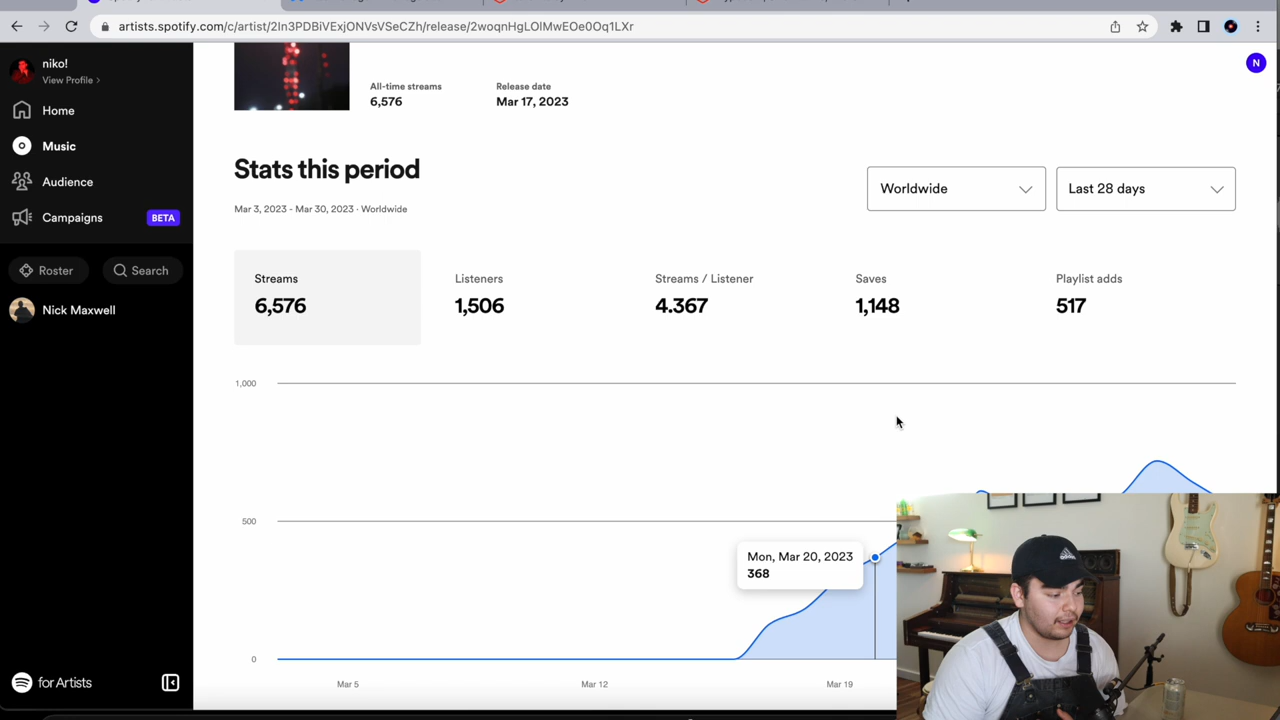 artists.spotify.com/c/artist/2In3PDBiVExjONVsVSeCZh/release/2woqnHgLOIMwEOe0Oq1LXr
niko!
View Profile >
Home
Music
Audience
Campaigns BETA
Roster Search
Nick Maxwell
for Artists
N
All-time streams Release date
6,576 Mar 17, 2023
Stats this period
Worldwide Last 28 days
Mar 3, 2023 - Mar 30, 2023 · Worldwide
Streams Listeners Streams / Listener Saves Playlist adds
6,576 1,506 4.367 1,148 517
1,000
500
Mon, Mar 20, 2023
368
0
Mar 5 Mar 12 Mar 19